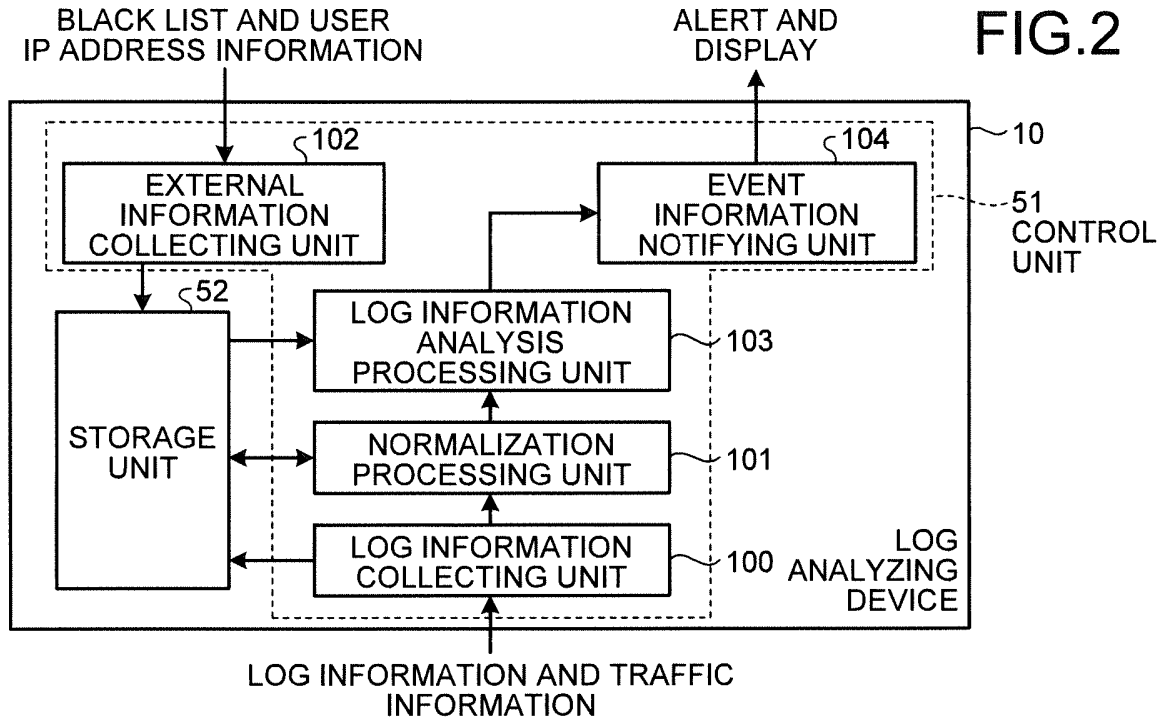 BLACK LIST AND USER
IP ADDRESS INFORMATION
ALERT AND
DISPLAY
FIG.2
102
104
10
EXTERNAL
INFORMATION
COLLECTING UNIT
EVENT
INFORMATION
NOTIFYING UNIT
51
CONTROL
UNIT
52
LOG INFORMATION
ANALYSIS
PROCESSING UNIT
103
STORAGE
UNIT
NORMALIZATION
PROCESSING UNIT
101
LOG INFORMATION
COLLECTING UNIT
100
LOG
ANALYZING
DEVICE
LOG INFORMATION AND TRAFFIC
INFORMATION